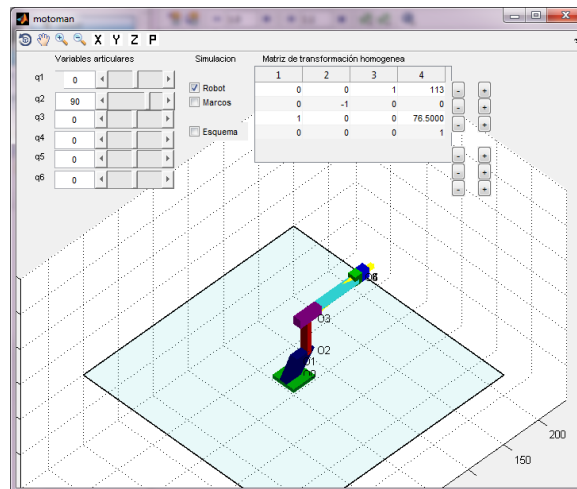 motoman
X Y Z P
Variables articulares
Simulacion
Matriz de transformación homogenea
q1 0
q2 90
q3 0
q4 0
q5 0
q6 0
Robot
Marcos
Esquema
1 2 3 4
0 0 1 113
0 -1 0 0
1 0 0 76.5000
0 0 0 1
- +
- +
- +
- +
- +
- +
O3
O2
O1
200
150